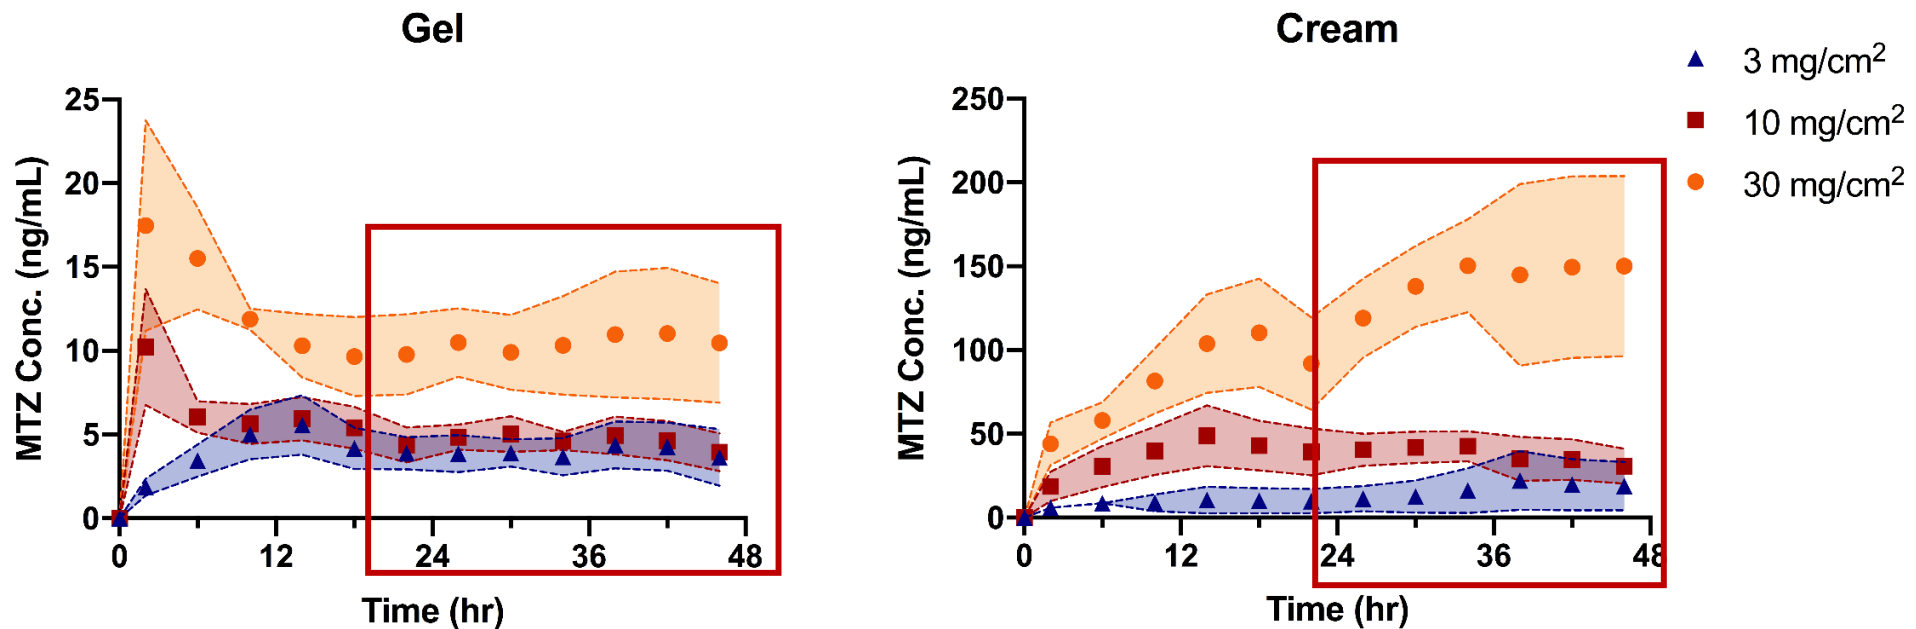 Gel
25
20
15
10
5
0
MTZ Conc. (ng/mL)
0 12 24 36 48
Time (hr)
Cream
250
200
150
100
50
0
MTZ Conc. (ng/mL)
0 12 24 36 48
Time (hr)
3 mg/cm²
10 mg/cm²
30 mg/cm²